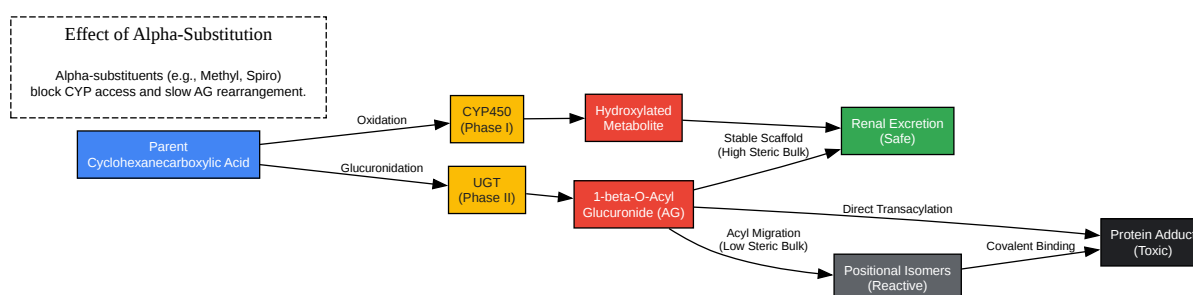 Effect of Alpha-Substitution
Alpha-substituents (e.g., Methyl, Spiro)
block CYP access and slow AG rearrangement.
Parent
Cyclohexanecarboxylic Acid
Oxidation
Glucuronidation
CYP450
(Phase I)
UGT
(Phase II)
Hydroxylated
Metabolite
1-beta-O-Acyl
Glucuronide (AG)
Stable Scaffold
(High Steric Bulk)
Renal Excretion
(Safe)
Direct Transacylation
Acyl Migration
(Low Steric Bulk)
Positional Isomers
(Reactive)
Covalent Binding
Protein Adduct
(Toxic)